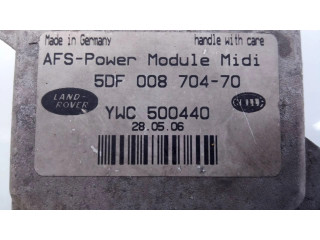 Made in Germany handle with care
AFS-Power Module Midi
5DF 008 704-70
LAND-
ROVER
YWC 500440
28.05.06